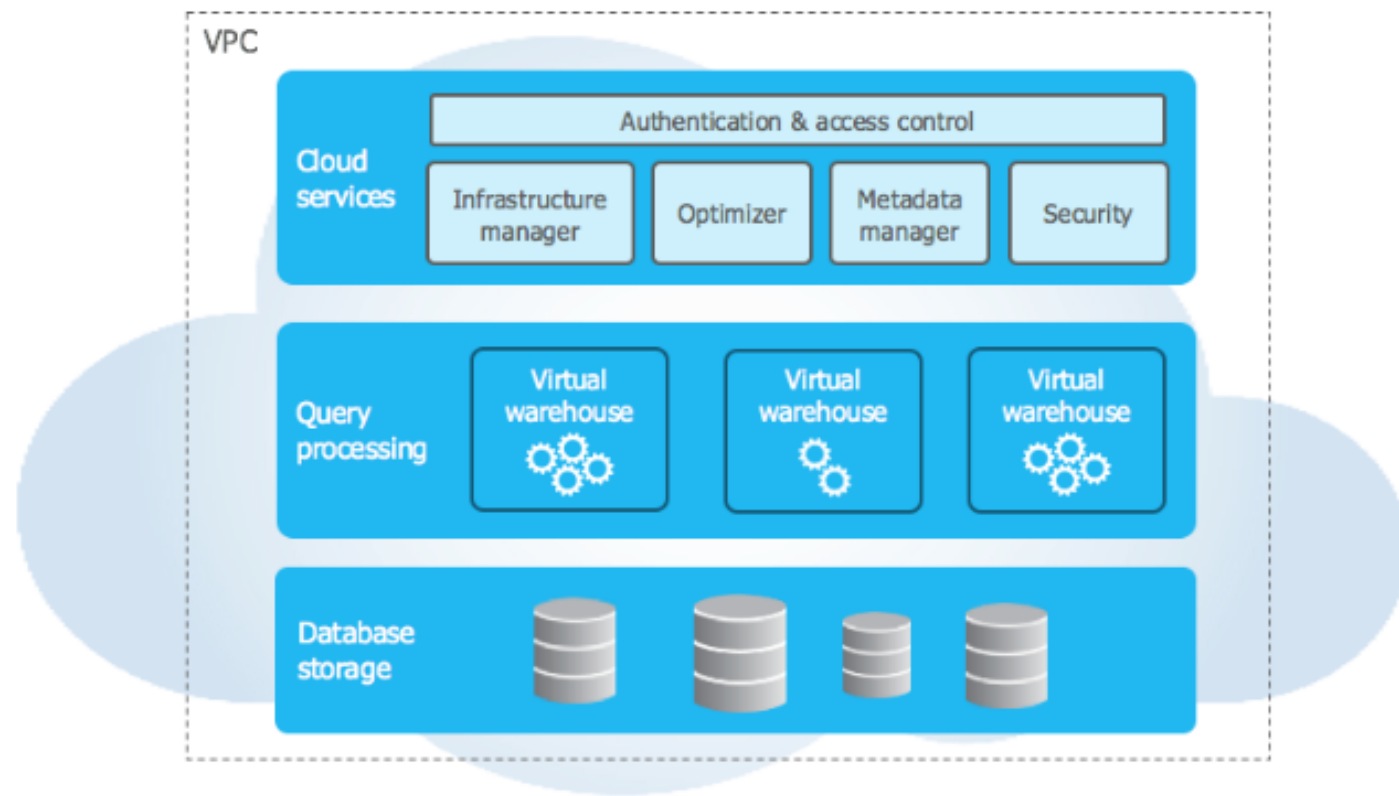 VPC
Cloud
services
Authentication & access control
Infrastructure
manager
Optimizer
Metadata
manager
Security
Query
processing
Virtual
warehouse
Virtual
warehouse
Virtual
warehouse
Database
storage